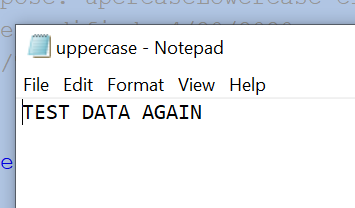 uppercase - Notepad
File Edit Format View Help
TEST DATA AGAIN